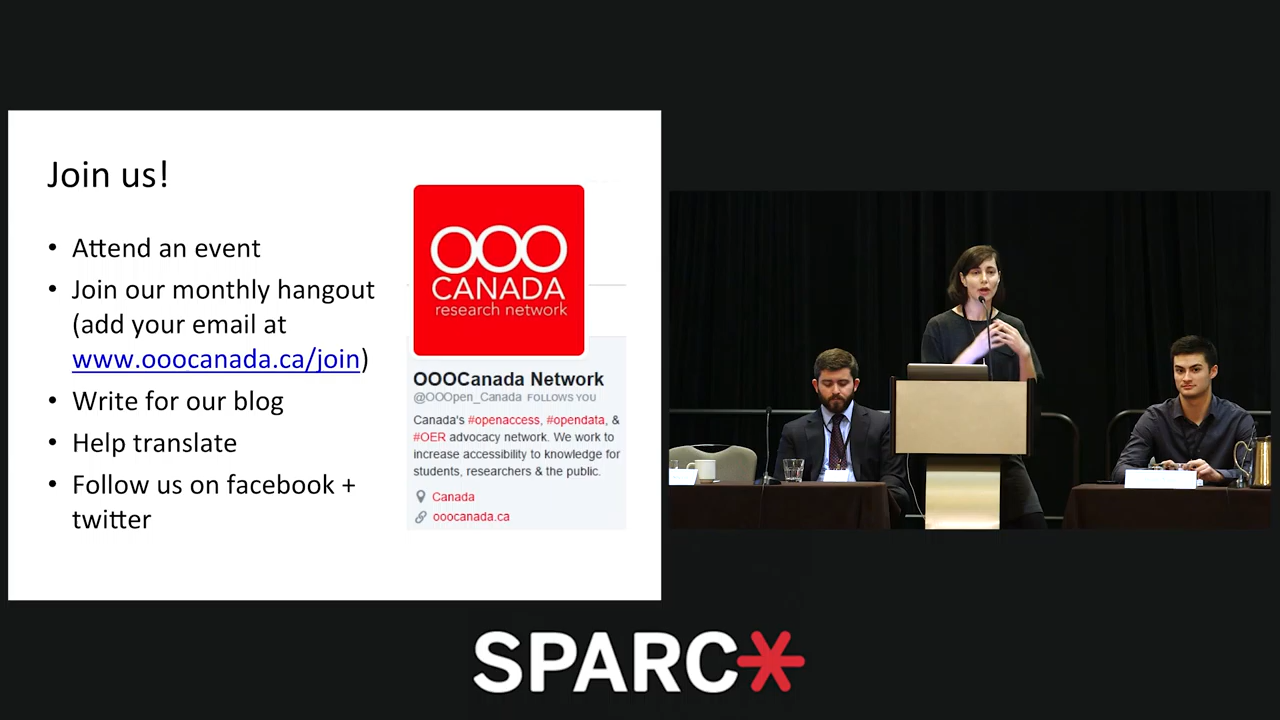 Join us!
• Attend an event
• Join our monthly hangout
(add your email at
www.ooocanada.ca/join)
• Write for our blog
• Help translate
• Follow us on facebook +
twitter
OOO
CANADA
research network
OOOCanada Network
@OOOpen_Canada FOLLOWS YOU
Canada's #openaccess, #opendata, &
#OER advocacy network. We work to
increase accessibility to knowledge for
students, researchers & the public.
Canada
ooocanada.ca
SPARC*